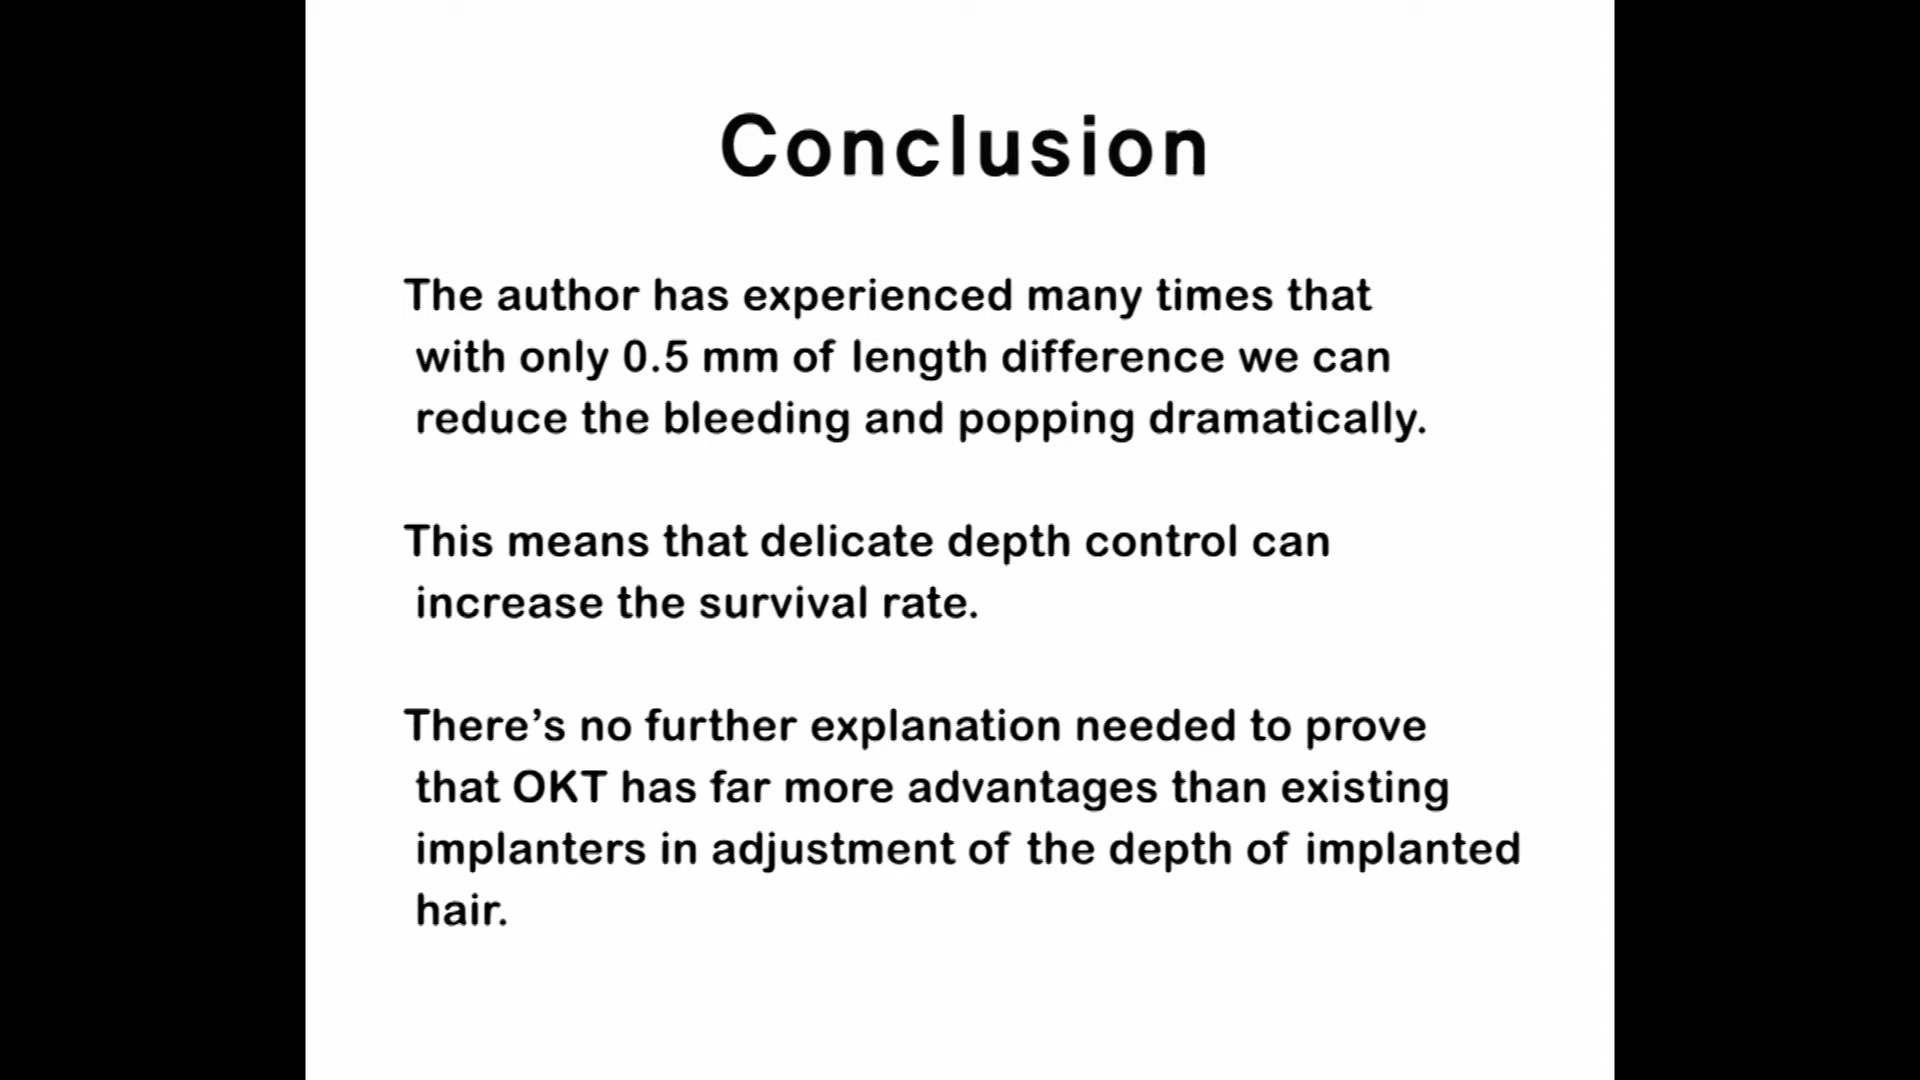 Conclusion
The author has experienced many times that
with only 0.5 mm of length difference we can
reduce the bleeding and popping dramatically.
This means that delicate depth control can
increase the survival rate.
There’s no further explanation needed to prove
that OKT has far more advantages than existing
implanters in adjustment of the depth of implanted
hair.